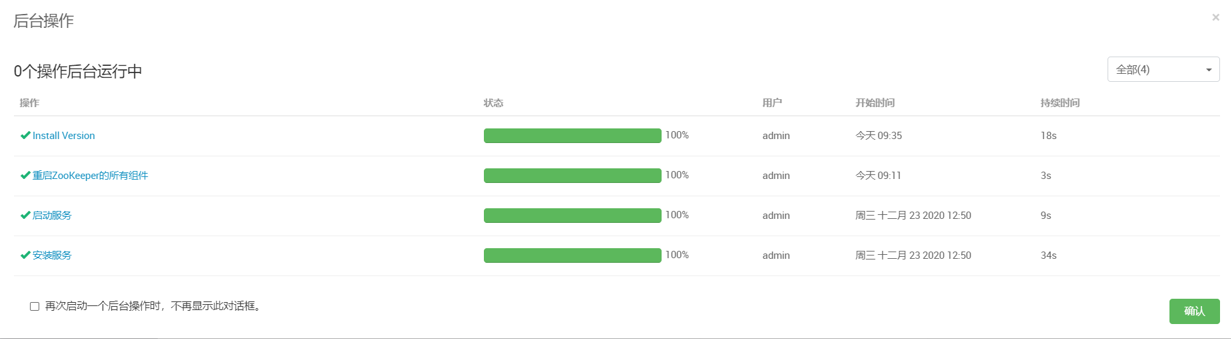 后台操作
×
0个操作后台运行中
全部(4)
操作 状态 用户 开始时间 持续时间
Install Version 100% admin 今天 09:35 18s
重启ZooKeeper的所有组件 100% admin 今天 09:11 3s
启动服务 100% admin 周三 十二月 23 2020 12:50 9s
安装服务 100% admin 周三 十二月 23 2020 12:50 34s
再次启动一个后台操作时，不再显示此对话框。
确认